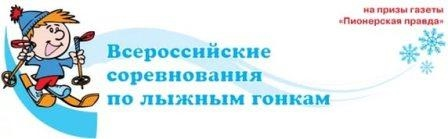 на призы газеты
«Пионерская правда»
Всероссийские
соревнования
по лыжным гонкам